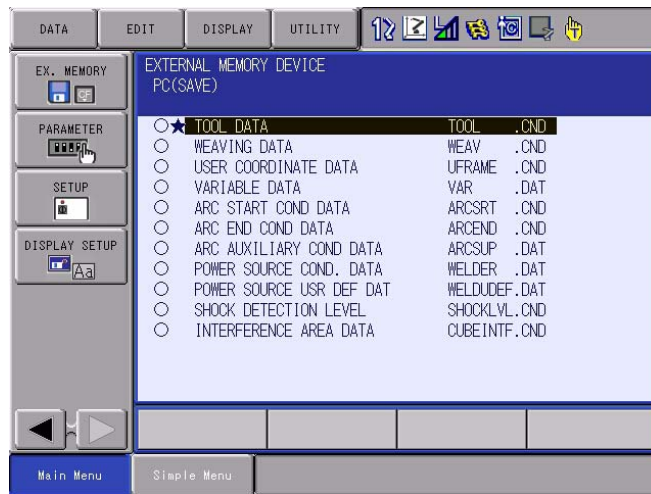 DATA EDIT DISPLAY UTILITY 12
EX. MEMORY
CF
PARAMETER
SETUP
DISPLAY SETUP
Aa
EXTERNAL MEMORY DEVICE
PC(SAVE)
○★ TOOL DATA TOOL .CND
○ WEAVING DATA WEAV .CND
○ USER COORDINATE DATA UFRAME .CND
○ VARIABLE DATA VAR .DAT
○ ARC START COND DATA ARCSRT .CND
○ ARC END COND DATA ARCEND .CND
○ ARC AUXILIARY COND DATA ARCSUP .DAT
○ POWER SOURCE COND. DATA WELDER .DAT
○ POWER SOURCE USR DEF DAT WELDUDEF.DAT
○ SHOCK DETECTION LEVEL SHOCKLVL.CND
○ INTERFERENCE AREA DATA CUBEINTF.CND
Main Menu Simple Menu